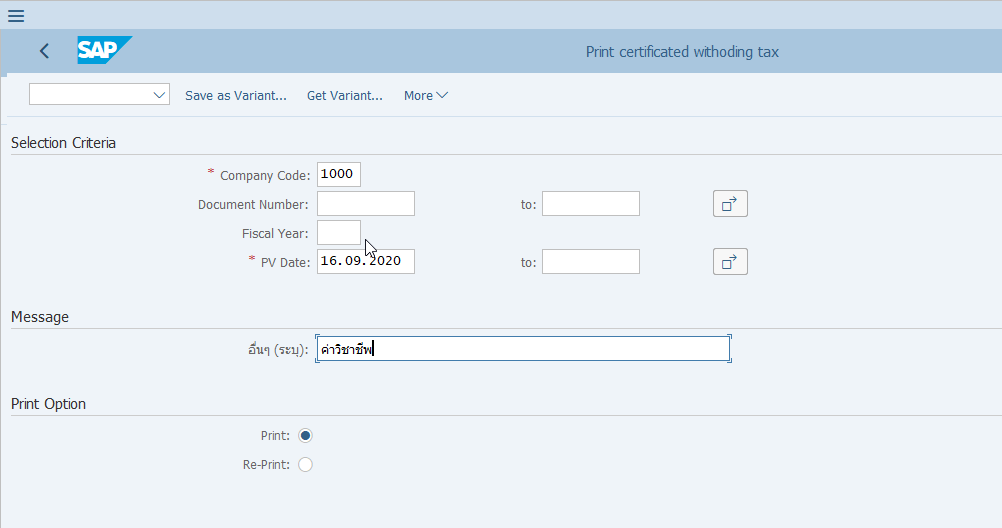 SAP
Print certificated withoding tax
Save as Variant... Get Variant... More
Selection Criteria
* Company Code: 1000
Document Number: to:
Fiscal Year:
* PV Date: 16.09.2020 to:
Message
อื่นๆ (ระบุ): ค่าวิชาชีพ
Print Option
Print:
Re-Print: